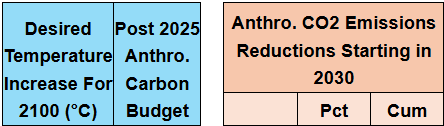 Desired
Temperature
Increase For
2100 (°C)
Post 2025
Anthro.
Carbon
Budget
Anthro. CO2 Emissions
Reductions Starting in
2030
Pct
Cum